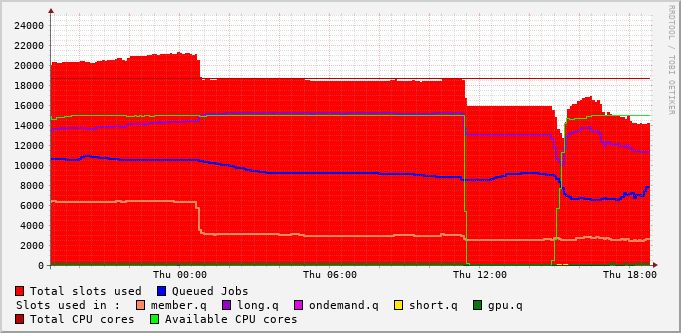 24000
22000
20000
18000
16000
14000
12000
10000
8000
6000
4000
2000
0
Thu 00:00 Thu 06:00 Thu 12:00 Thu 18:00
RRDTOOL / TOBI OETIKER
Total slots used Queued Jobs
Slots used in : member.q long.q ondemand.q short.q gpu.q
Total CPU cores Available CPU cores